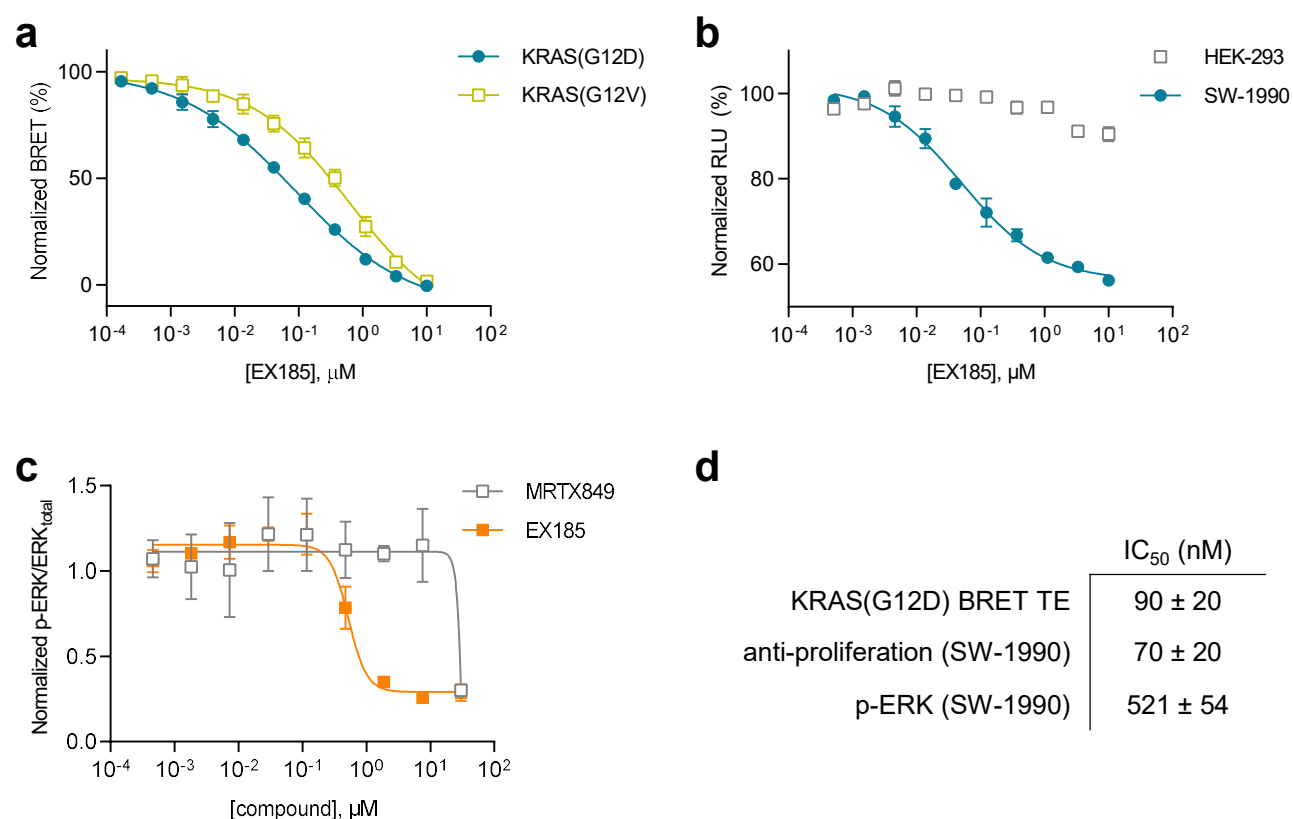 a
KRAS(G12D)
KRAS(G12V)
Normalized BRET (%)
100
50
0
10-4 10-3 10-2 10-1 100 101 102
[EX185], μM
b
HEK-293
SW-1990
Normalized RLU (%)
100
80
60
10-4 10-3 10-2 10-1 100 101 102
[EX185], µM
c
MRTX849
EX185
Normalized p-ERK/ERKtotal
1.5
1.0
0.5
0.0
10-4 10-3 10-2 10-1 100 101 102
[compound], µM
d
IC50 (nM)
KRAS(G12D) BRET TE 90 ± 20
anti-proliferation (SW-1990) 70 ± 20
p-ERK (SW-1990) 521 ± 54